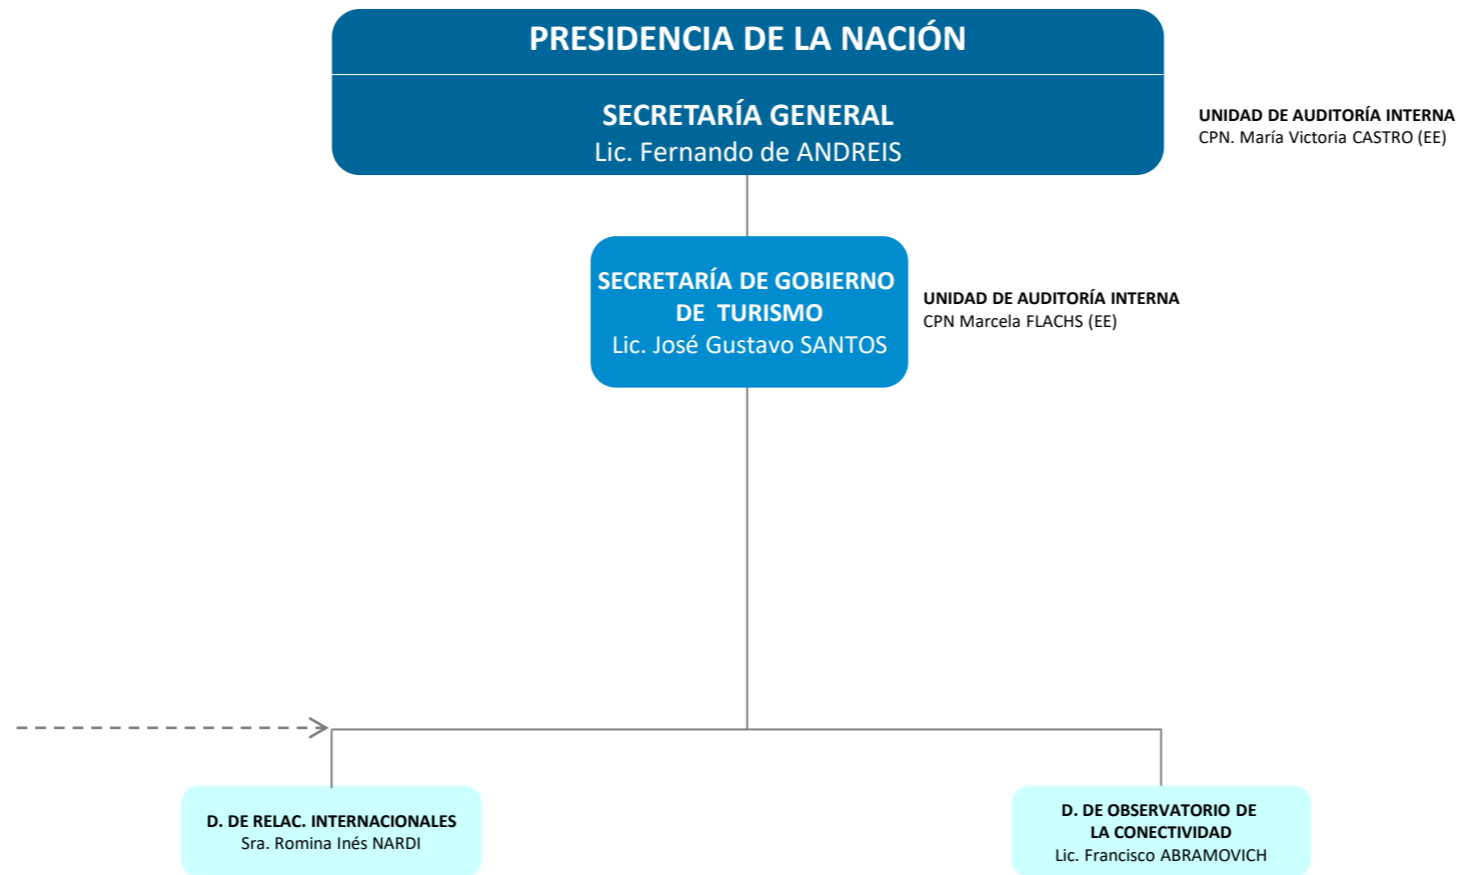 PRESIDENCIA DE LA NACIÓN
SECRETARÍA GENERAL
Lic. Fernando de ANDREIS
UNIDAD DE AUDITORÍA INTERNA
CPN. María Victoria CASTRO (EE)
SECRETARÍA DE GOBIERNO
DE TURISMO
Lic. José Gustavo SANTOS
UNIDAD DE AUDITORÍA INTERNA
CPN Marcela FLACHS (EE)
D. DE RELAC. INTERNACIONALES
Sra. Romina Inés NARDI
D. DE OBSERVATORIO DE
LA CONECTIVIDAD
Lic. Francisco ABRAMOVICH